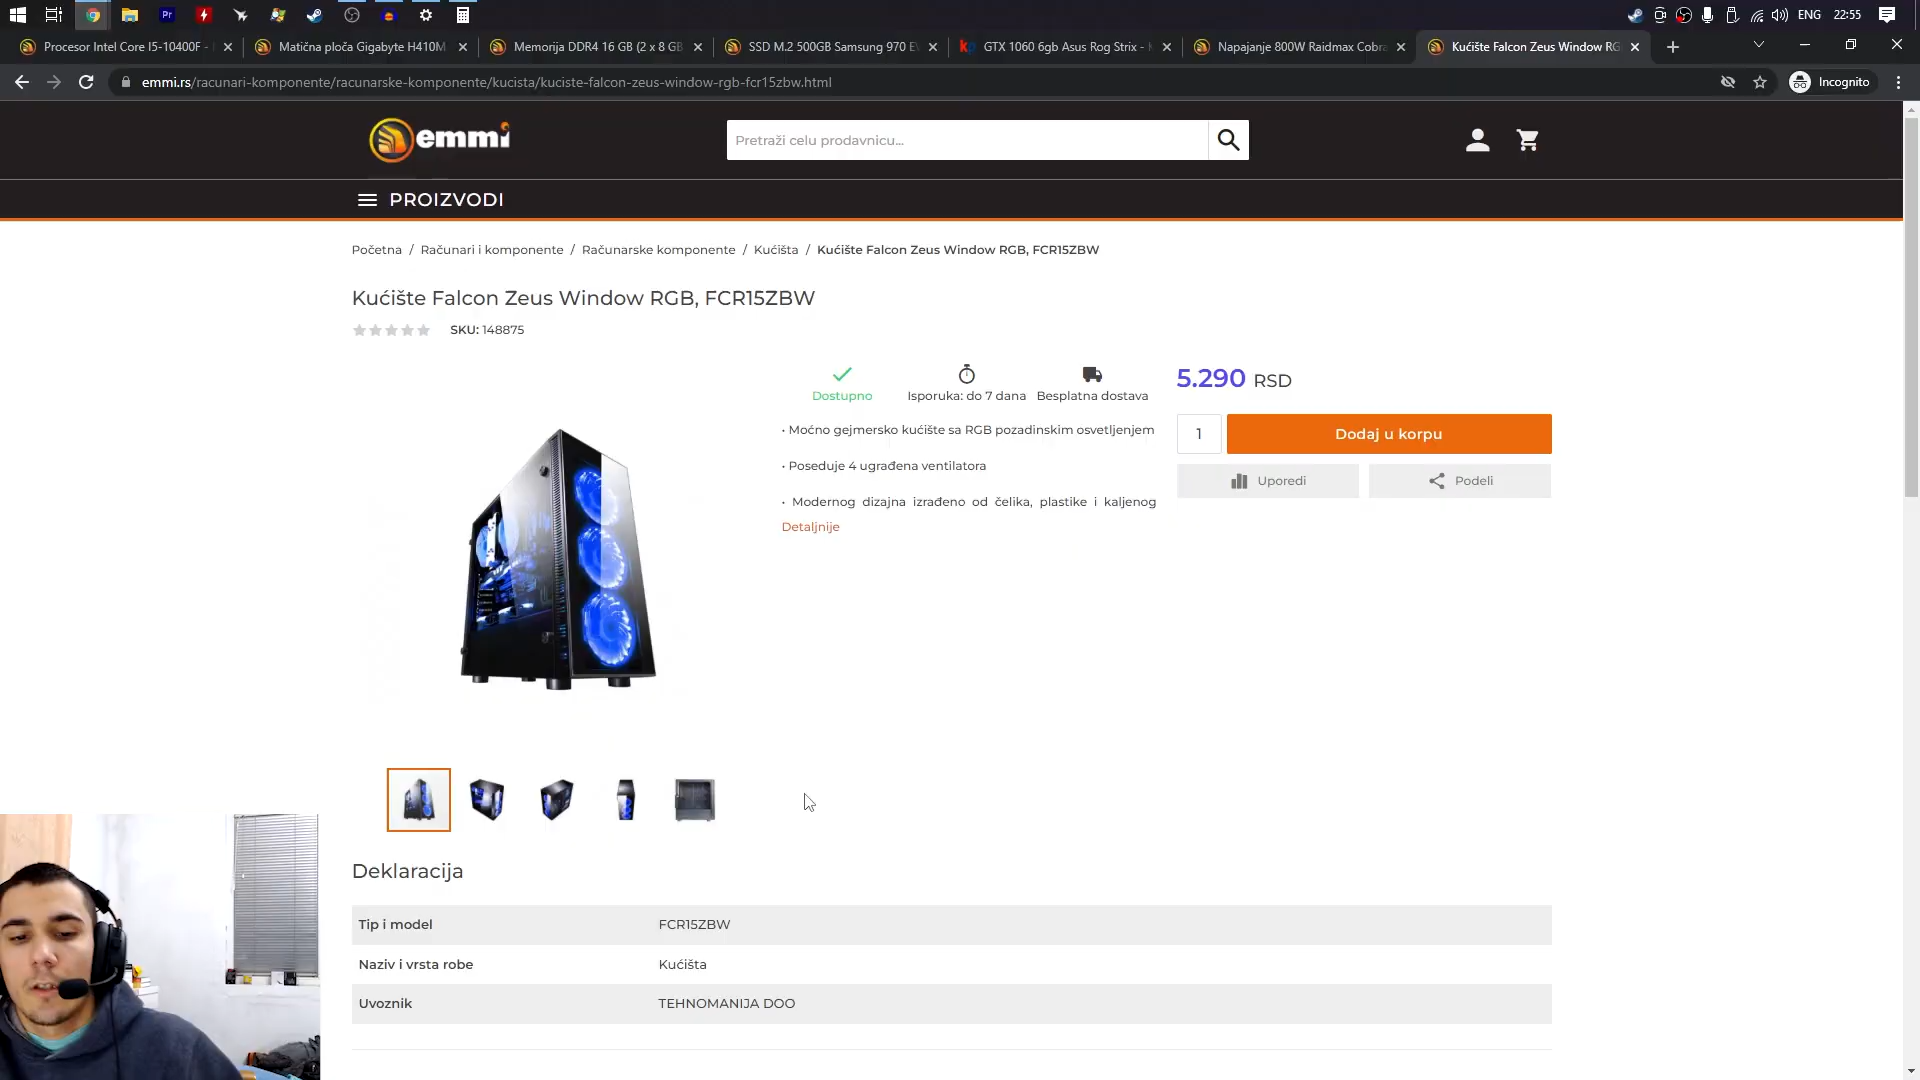 Pr
ENG
22:55
Procesor Intel Core I5-10400F -
Matična ploča Gigabyte H410M
Memorija DDR4 16 GB (2 x 8 GB
SSD M.2 500GB Samsung 970 EV
kp
GTX 1060 6gb Asus Rog Strix -
Napajanje 800W Raidmax Cobra
Kućište Falcon Zeus Window RG
emmi.rs/racunari-komponente/racunarske-komponente/kucista/kuciste-falcon-zeus-window-rgb-fcr15zbw.html
Incognito
emmi
Pretraži celu prodavnicu...
PROIZVODI
Početna / Računari i komponente / Računarske komponente / Kućišta / Kućište Falcon Zeus Window RGB, FCR15ZBW
Kućište Falcon Zeus Window RGB, FCR15ZBW
SKU: 148875
Dostupno
Isporuka: do 7 dana
Besplatna dostava
5.290 RSD
• Moćno gejmersko kućište sa RGB pozadinskim osvetljenjem
1
Dodaj u korpu
• Poseduje 4 ugrađena ventilatora
Uporedi
Podeli
• Modernog dizajna izrađeno od čelika, plastike i kaljenog
Detaljnije
Deklaracija
Tip i model
FCR15ZBW
Naziv i vrsta robe
Kućišta
Uvoznik
TEHNOMANIJA DOO